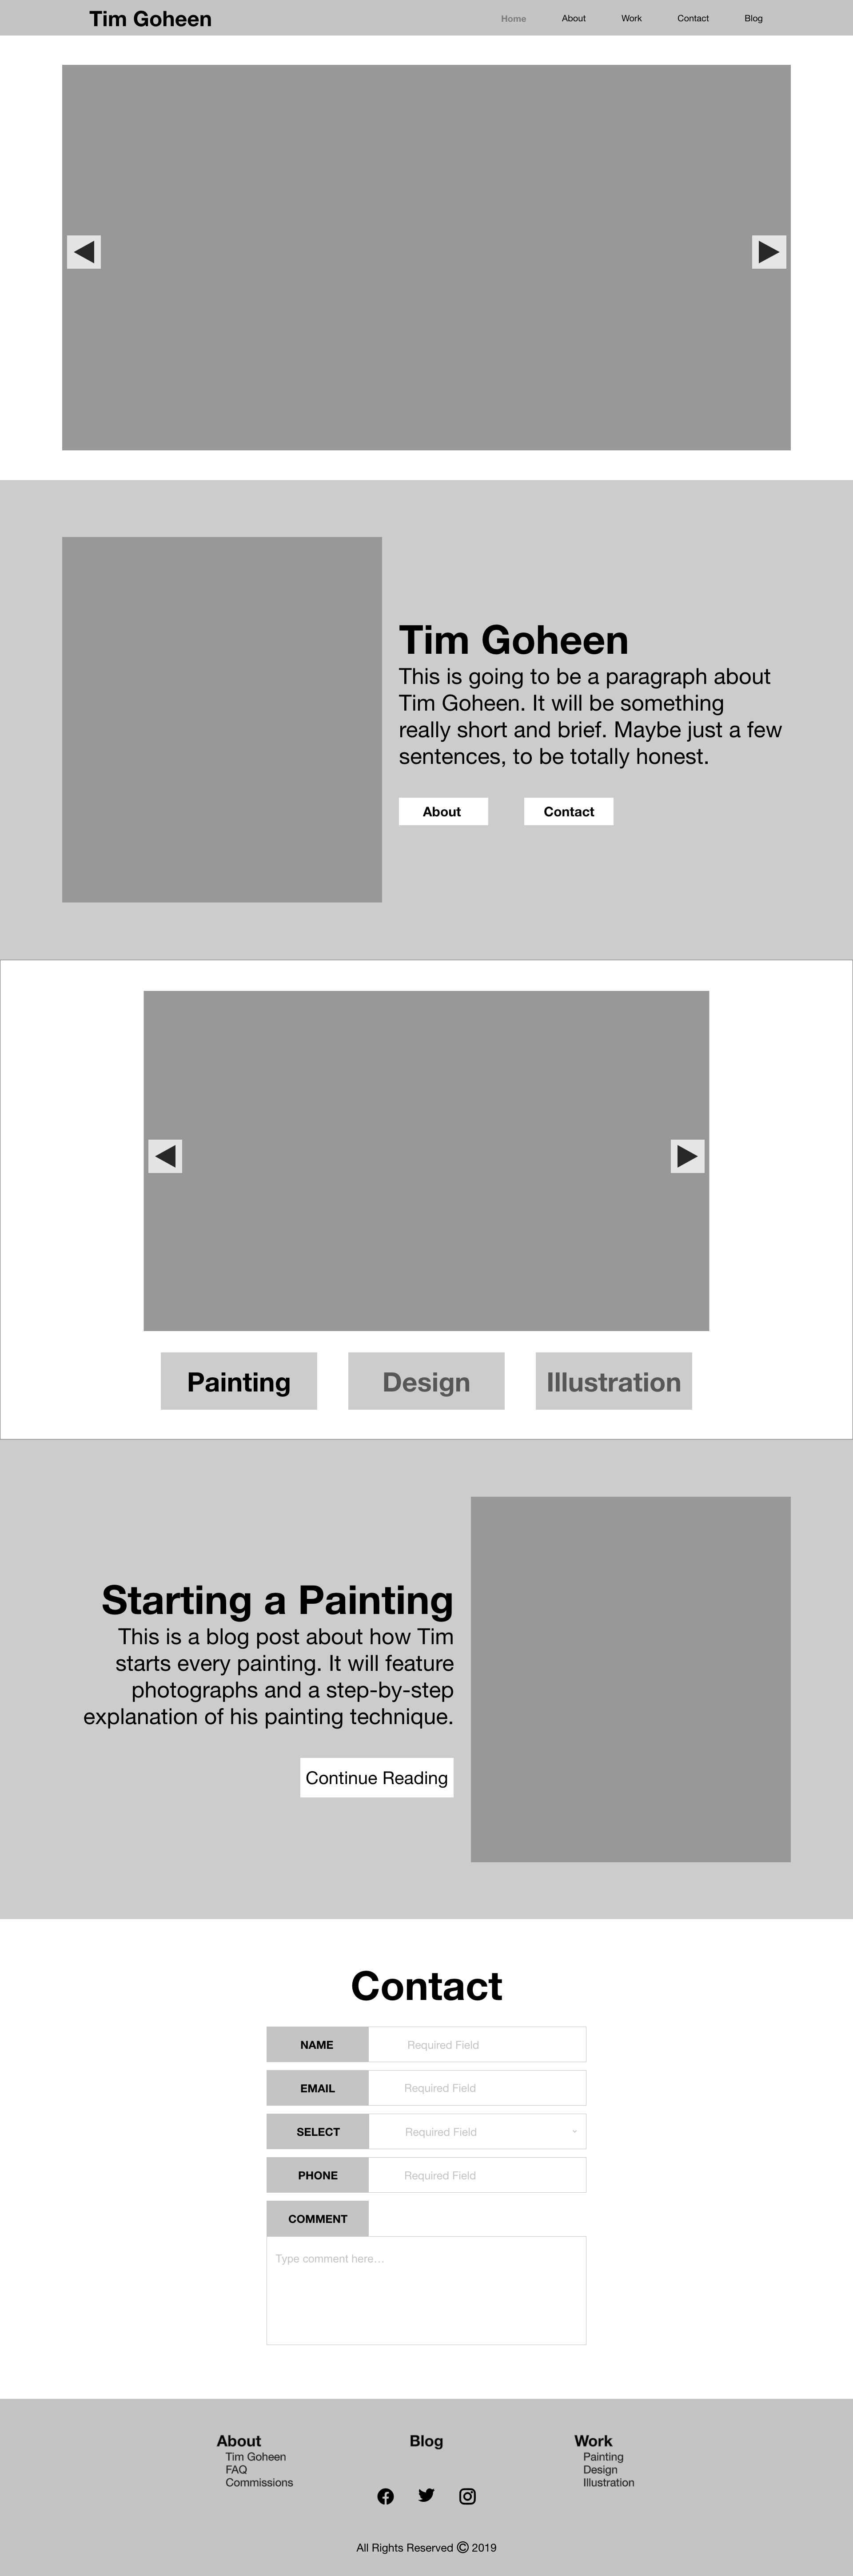 Tim Goheen
Home About Work Contact Blog
Tim Goheen
This is going to be a paragraph about
Tim Goheen. It will be something
really short and brief. Maybe just a few
sentences, to be totally honest.
About Contact
Painting Design Illustration
Starting a Painting
This is a blog post about how Tim
starts every painting. It will feature
photographs and a step-by-step
explanation of his painting technique.
Continue Reading
Contact
NAME Required Field
EMAIL Required Field
SELECT Required Field
PHONE Required Field
COMMENT
Type comment here...
About
Tim Goheen
FAQ
Commissions
Blog
Work
Painting
Design
Illustration
All Rights Reserved © 2019